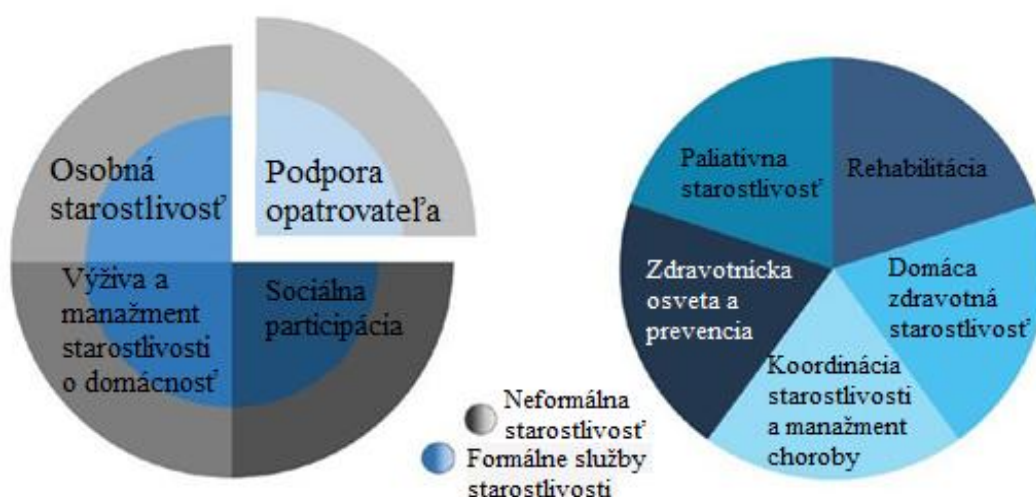 Osobná
starostlivosť
Podpora
opatrovateľa
Výživa a
manažment
starostlivosti
o domácnosť
Sociálna
participácia
Neformálna
starostlivosť
Formálne služby
starostlivosti
Paliatívna
starostlivosť
Rehabilitácia
Zdravotnícka
osveta a
prevencia
Domáca
zdravotná
starostlivosť
Koordinácia
starostlivosti
a manažment
choroby